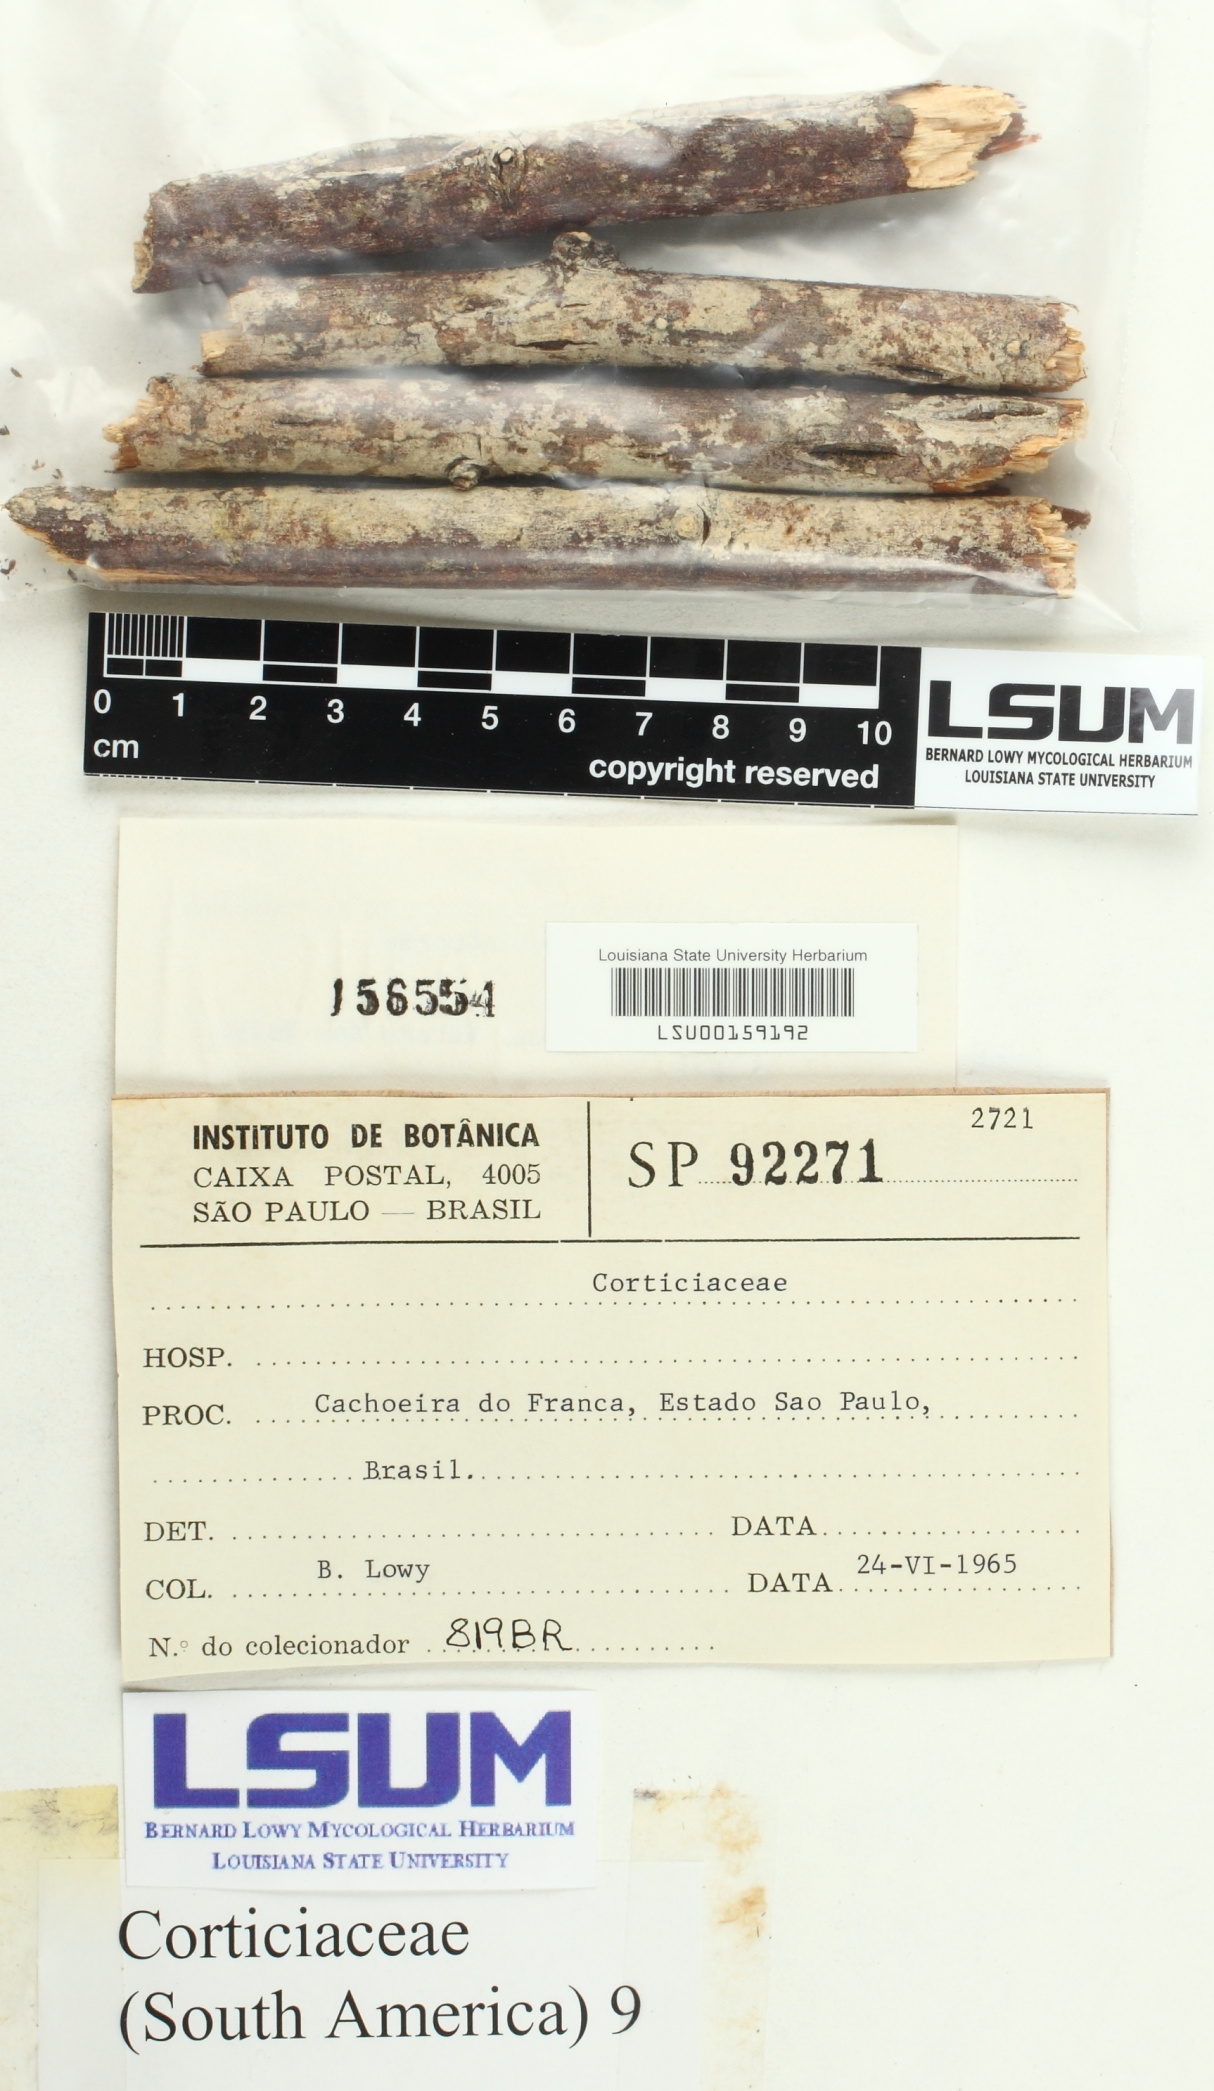 0 1 2 3 4 5 6 7 8 9 10
cm
copyright reserved
LSUM
BERNARD LOWY MYCOLOGICAL HERBARIUM
LOUISIANA STATE UNIVERSITY
156554
Louisiana State University Herbarium
LSU00159192
2721
INSTITUTO DE BOTÂNICA
CAIXA POSTAL, 4005
SÃO PAULO — BRASIL
SP 92271
Corticiaceae
HOSP.
PROC. Cachoeira do Franca, Estado Sao Paulo,
Brasil.
DET. DATA
COL. B. Lowy DATA 24-VI-1965
N.º do colecionador 819BR
LSUM
BERNARD LOWY MYCOLOGICAL HERBARIUM
LOUISIANA STATE UNIVERSITY
Corticiaceae
(South America) 9